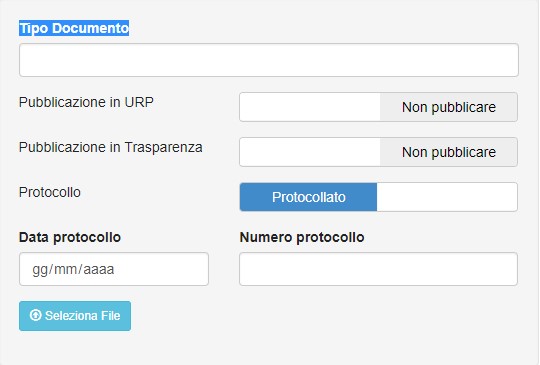 Tipo Documento
Pubblicazione in URP
Non pubblicare
Pubblicazione in Trasparenza
Non pubblicare
Protocollo
Protocollato
Data protocollo
Numero protocollo
gg/mm/aaaa
Seleziona File